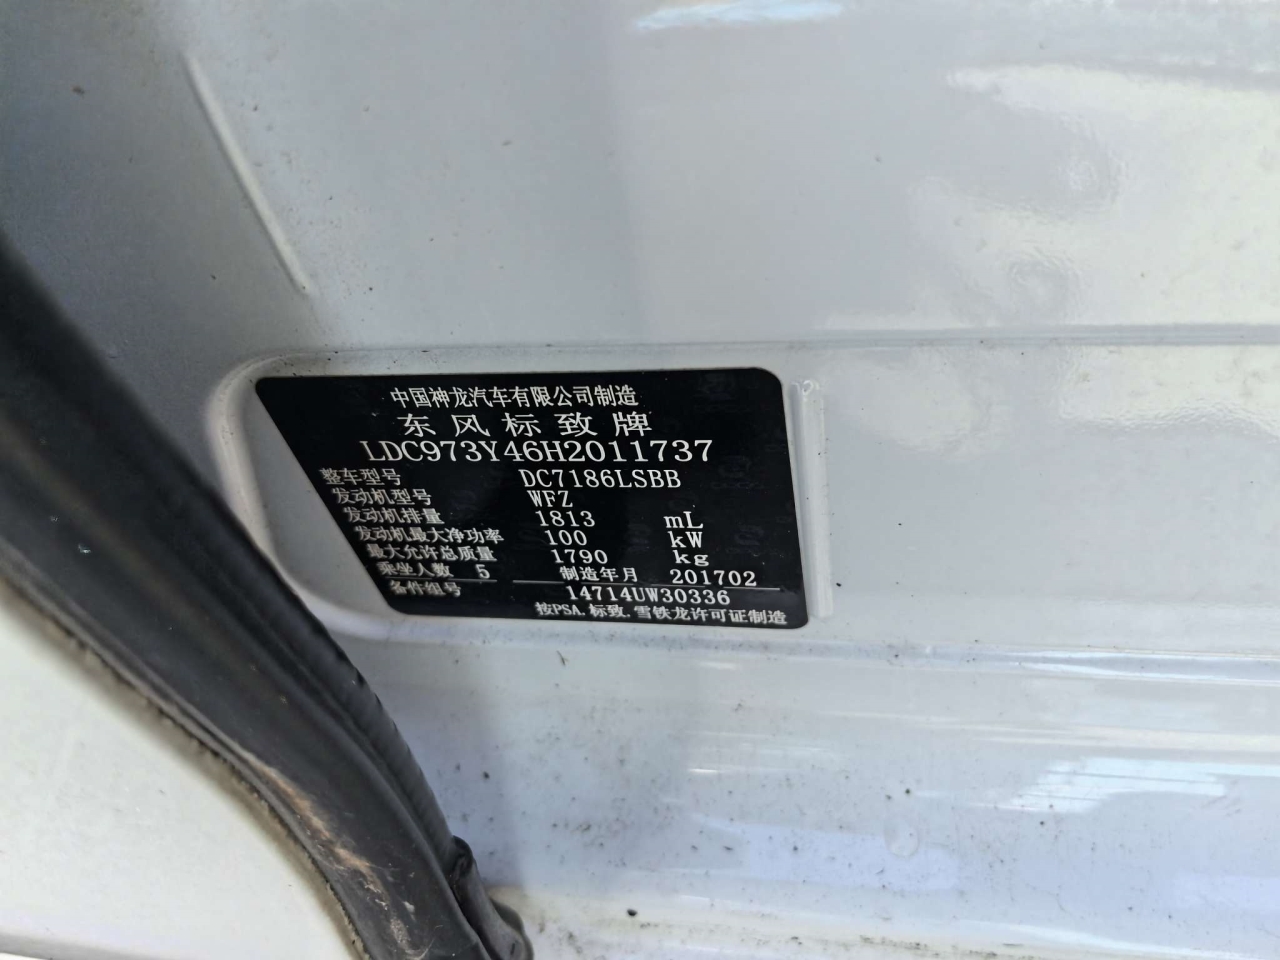 中国神龙汽车有限公司制造
东风标致牌
LDC973Y46H2011737
整车型号 DC7186LSBB
发动机型号 WFZ
发动机排量 1813 mL
发动机最大净功率 100 kW
最大允许总质量 1790 kg
乘坐人数 5 制造年月 201702
备件组号 14714UW30336
按PSA.标致.雪铁龙许可证制造